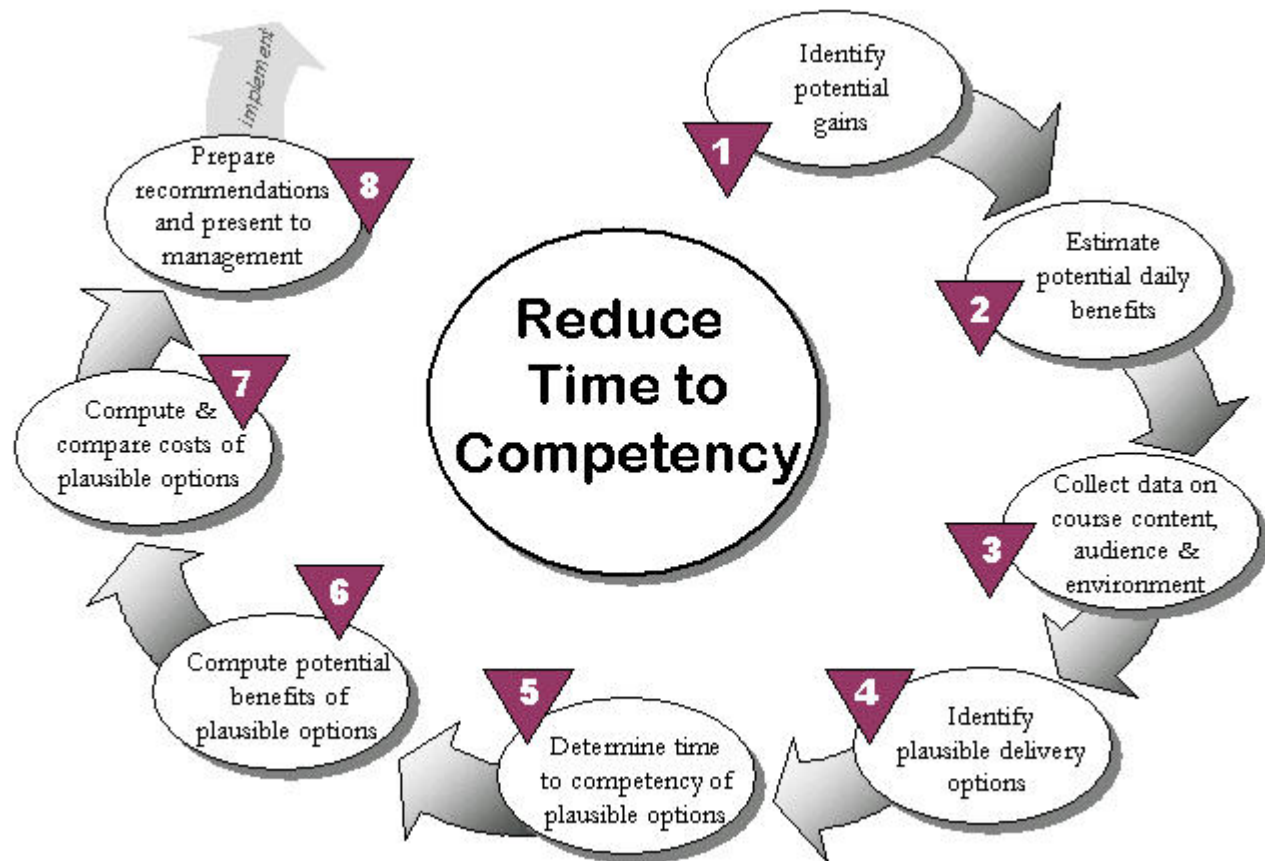 Reduce
Time to
Competency
1
Identify
potential
gains
2
Estimate
potential daily
benefits
3
Collect data on
course content,
audience &
environment
4
Identify
plausible delivery
options
5
Determine time
to competency of
plausible options
6
Compute potential
benefits of
plausible options
7
Compute &
compare costs of
plausible options
8
Prepare
recommendations
and present to
management
implement